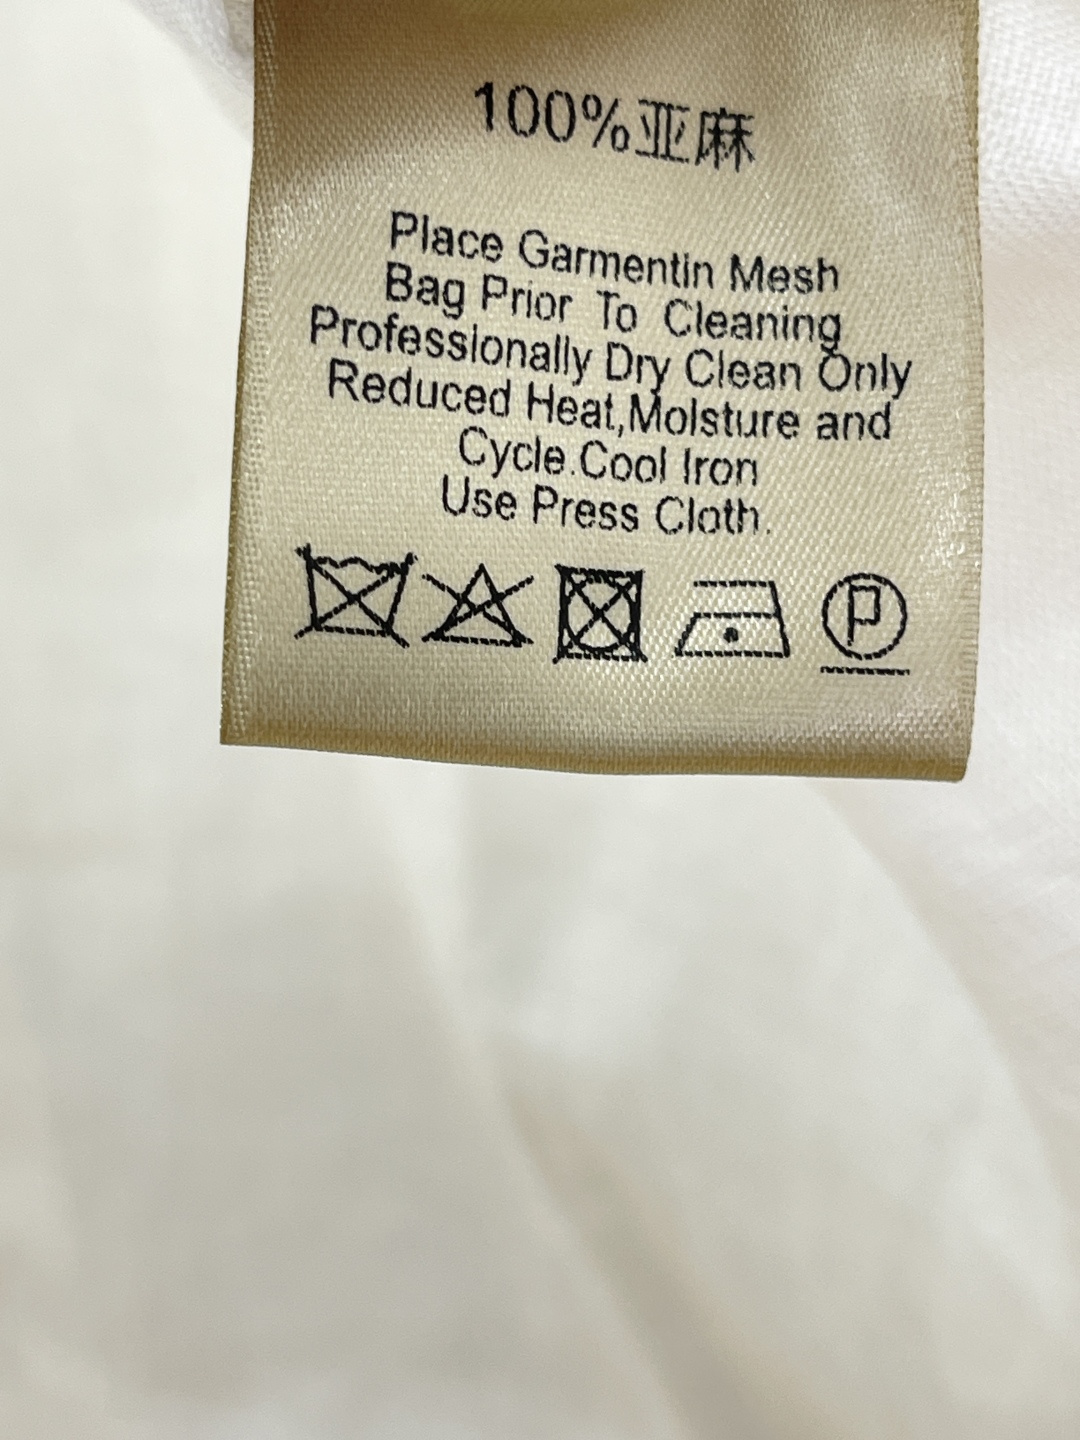 100%亚麻
Place Garmentin Mesh
Bag Prior To Cleaning
Professionally Dry Clean Only
Reduced Heat,Molsture and
Cycle.Cool Iron
Use Press Cloth.
P